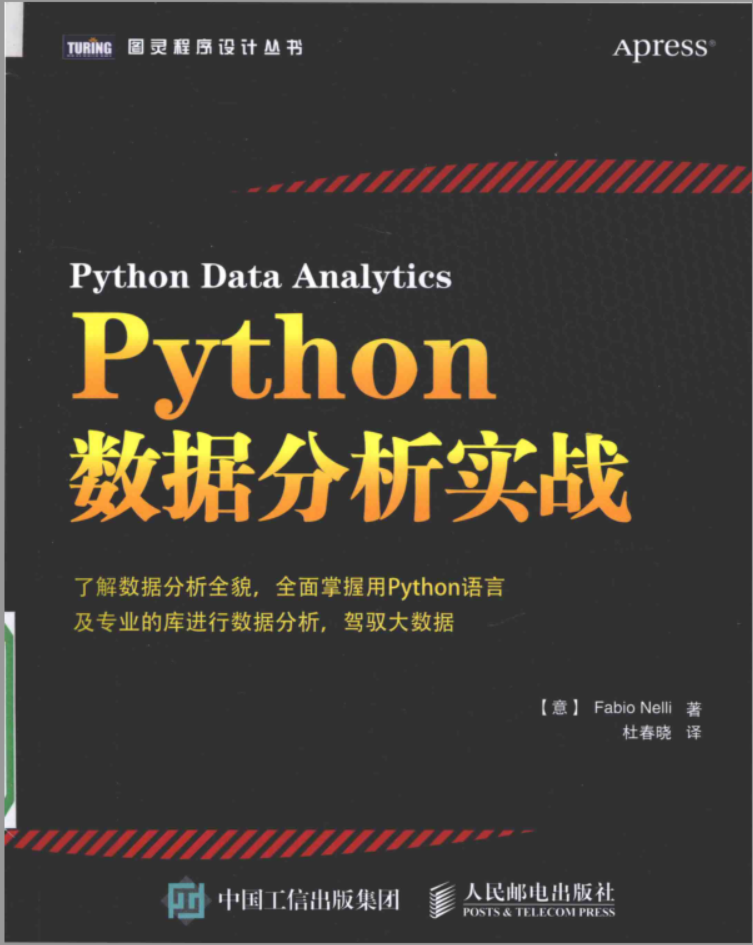 TURING 图灵程序设计丛书
Apress®
Python Data Analytics
Python
数据分析实战
了解数据分析全貌，全面掌握用Python语言
及专业的库进行数据分析，驾驭大数据
【意】 Fabio Nelli 著
杜春晓 译
中国工信出版集团
人民邮电出版社
POSTS & TELECOM PRESS